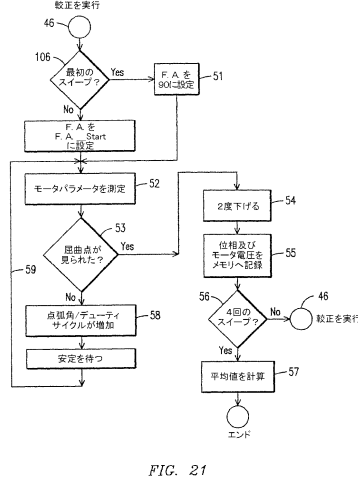 較正を実行
46
106
最初の
スイープ?
Yes
F. A. を
90に設定
51
No
F. A. を
F. A. __Start
に設定
モータパラメータを測定
52
53
屈曲点が
見られた?
Yes
59
No
点弧角/デューティ
サイクルが増加
58
安定を待つ
2度下げる
54
位相及び
モータ電圧を
メモリへ記録
55
56
4回の
スイープ?
No
46
較正を実行
Yes
平均値を計算
57
エンド
FIG. 21